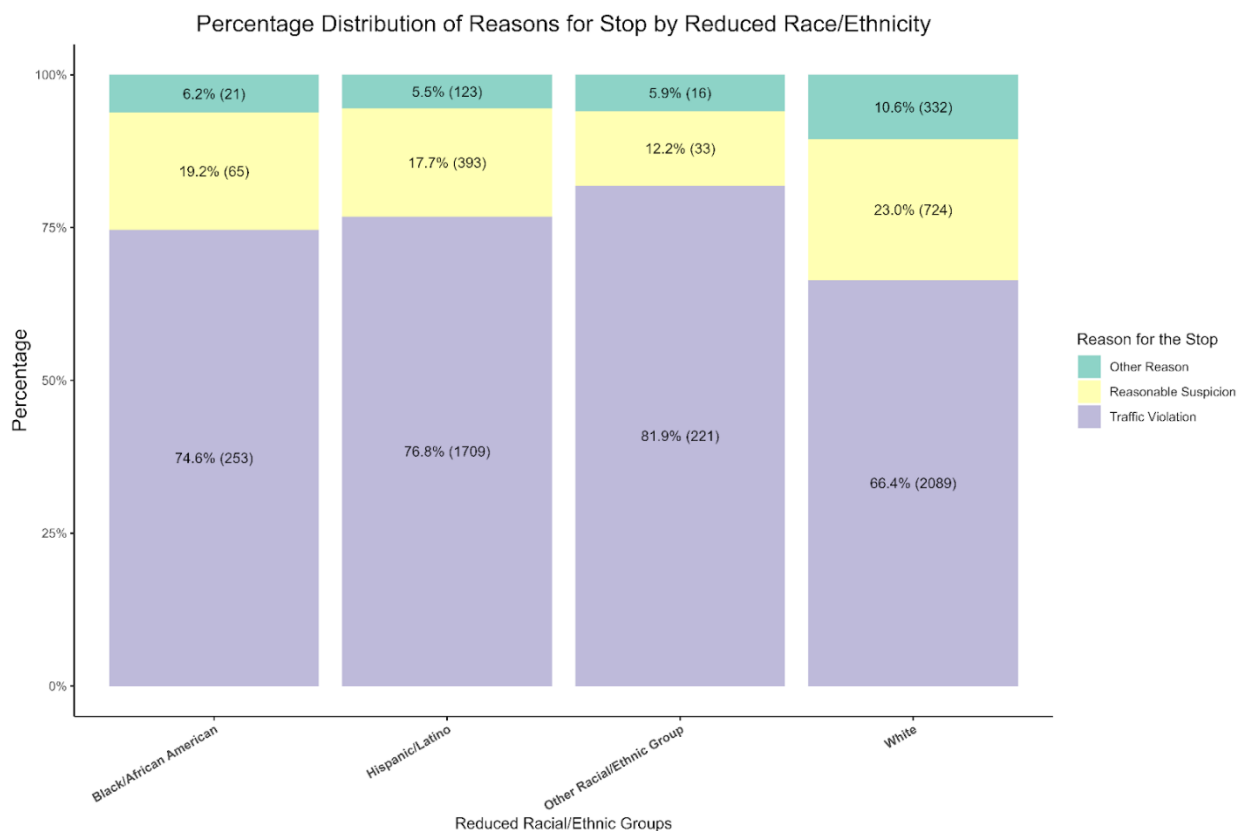 Percentage Distribution of Reasons for Stop by Reduced Race/Ethnicity
Percentage
100%
75%
50%
25%
0%
6.2% (21)
19.2% (65)
74.6% (253)
5.5% (123)
17.7% (393)
76.8% (1709)
5.9% (16)
12.2% (33)
81.9% (221)
10.6% (332)
23.0% (724)
66.4% (2089)
Reason for the Stop
Other Reason
Reasonable Suspicion
Traffic Violation
Black/African American
Hispanic/Latino
Other Racial/Ethnic Group
White
Reduced Racial/Ethnic Groups